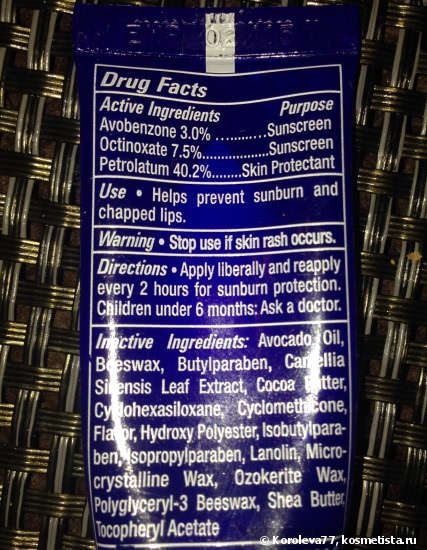 Drug Facts
Active Ingredients Purpose
Avobenzone 3.0% ............Sunscreen
Octinoxate 7.5%...................Sunscreen
Petrolatum 40.2%........Skin Protectant
Use • Helps prevent sunburn and
chapped lips.
Warning • Stop use if skin rash occurs.
Directions • Apply liberally and reapply
every 2 hours for sunburn protection.
Children under 6 months: Ask a doctor.
Inactive Ingredients: Avocado Oil,
Beeswax, Butylparaben, Camellia
Sinensis Leaf Extract, Cocoa Butter,
Cyclohexasiloxane, Cyclomethicone,
Flavor, Hydroxy Polyester, Isobutylpara-
ben, Isopropylparaben, Lanolin, Micro-
crystalline Wax, Ozokerite Wax,
Polyglyceryl-3 Beeswax, Shea Butter,
Tocopheryl Acetate
© Koroleva77, kosmetista.ru